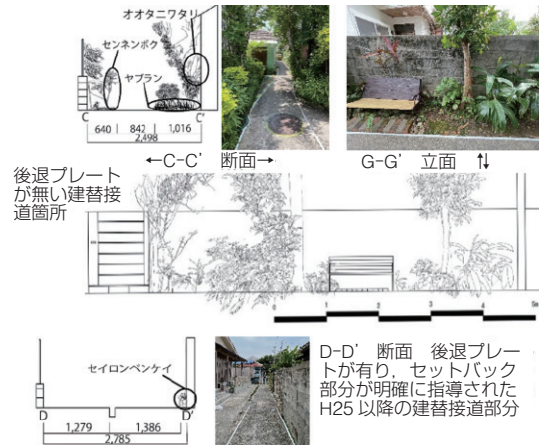 オオタニワタリ
センネンボク
ヤブラン
C
C'
640
842
1,016
2,498
←C-C' 断面→
G-G' 立面 ⇅
後退プレート
が無い建替接
道箇所
0
1
2
3
4
5m
セイロンベンケイ
D
D'
1,279
1,386
2,785
D-D' 断面 後退プレー
トが有り，セットバック
部分が明確に指導された
H25 以降の建替接道部分